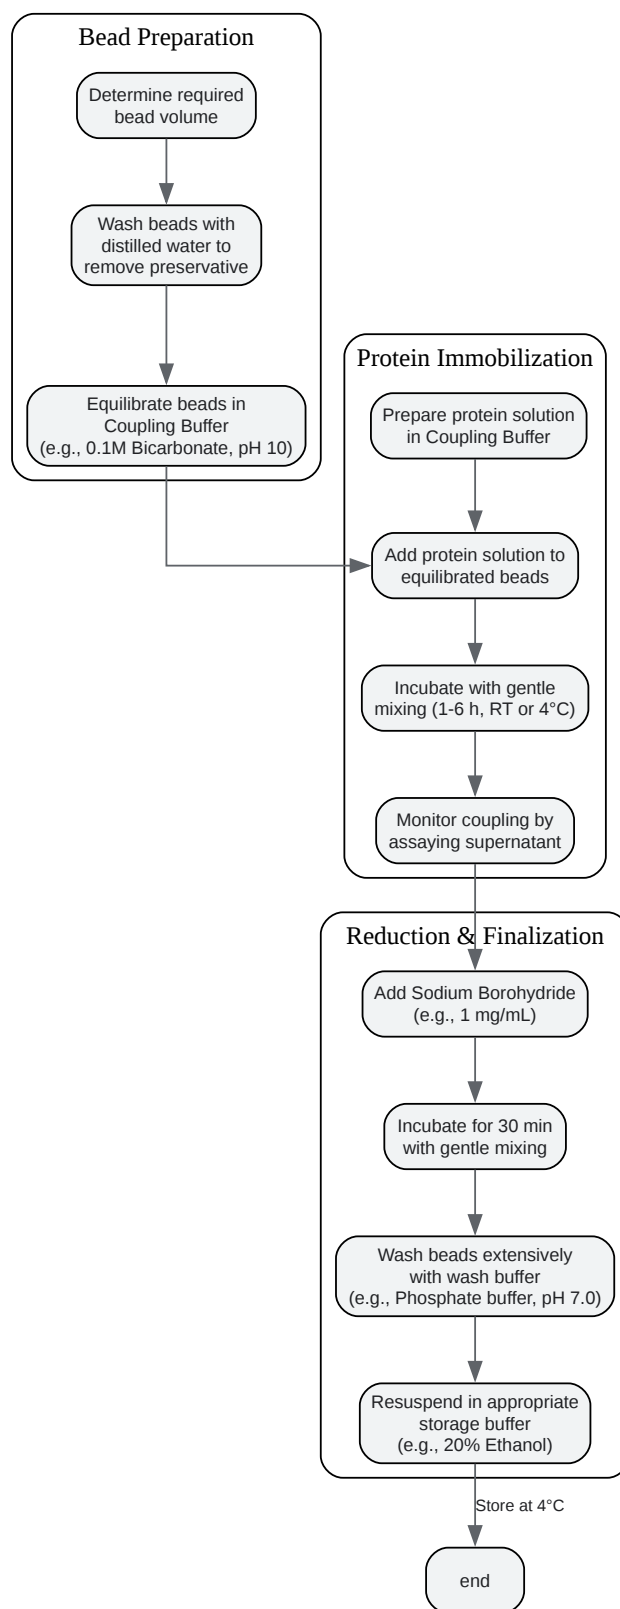 Bead Preparation
Determine required
bead volume
Wash beads with
distilled water to
remove preservative
Equilibrate beads in
Coupling Buffer
(e.g., 0.1M Bicarbonate, pH 10)
Protein Immobilization
Prepare protein solution
in Coupling Buffer
Add protein solution to
equilibrated beads
Incubate with gentle
mixing (1-6 h, RT or 4°C)
Monitor coupling by
assaying supernatant
Reduction & Finalization
Add Sodium Borohydride
(e.g., 1 mg/mL)
Incubate for 30 min
with gentle mixing
Wash beads extensively
with wash buffer
(e.g., Phosphate buffer, pH 7.0)
Resuspend in appropriate
storage buffer
(e.g., 20% Ethanol)
Store at 4°C
end